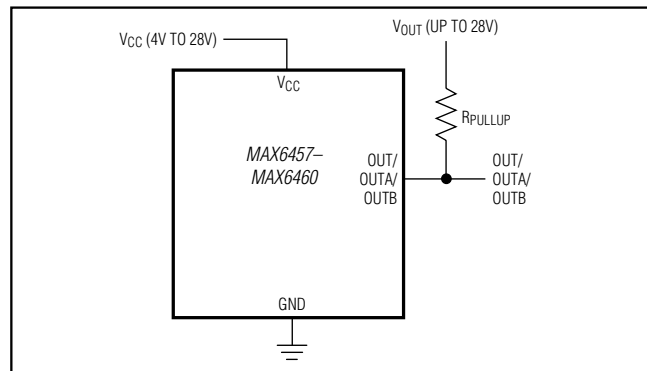 VCC (4V TO 28V)
VOUT (UP TO 28V)
VCC
RPULLUP
MAX6457–
MAX6460
OUT/
OUTA/
OUTB
OUT/
OUTA/
OUTB
GND